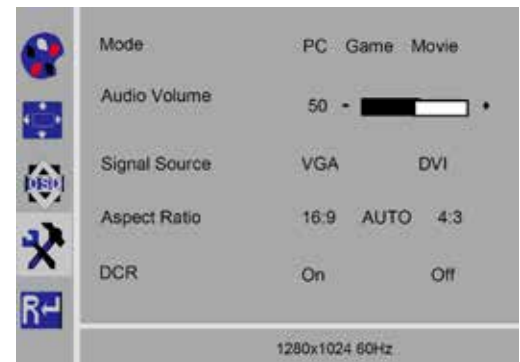 Mode PC Game Movie
Audio Volume 50 - +
Signal Source VGA DVI
Aspect Ratio 16:9 AUTO 4:3
DCR On Off
OSD
R
1280x1024 60Hz